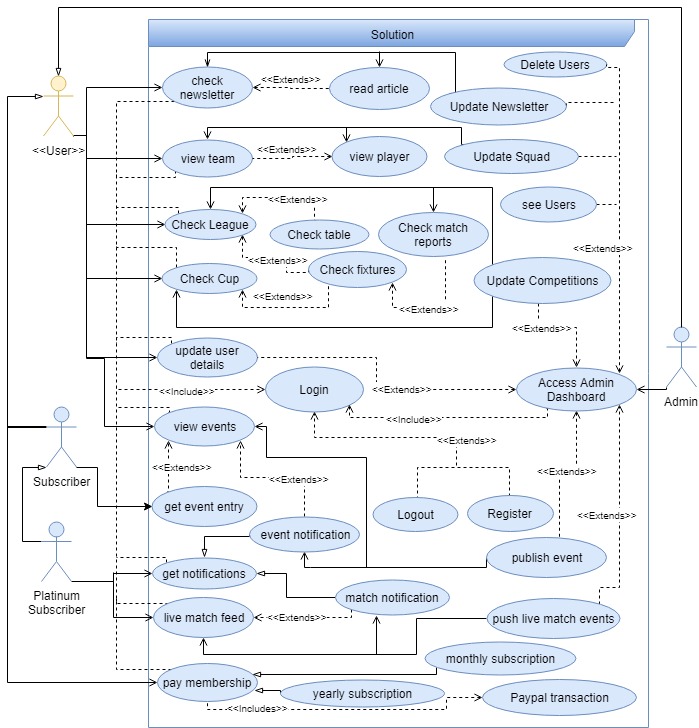 Solution
Delete Users
check
newsletter
<<Extends>>
read article
Update Newsletter
<<User>>
view team
<<Extends>>
view player
Update Squad
see Users
<<Extends>>
Check League
Check table
Check match
reports
<<Extends>>
<<Extends>>
Check Cup
Check fixtures
Update Competitions
<<Extends>>
<<Extends>>
<<Extends>>
update user
details
Login
<<Include>>
<<Extends>>
Access Admin
Dashboard
Admin
<<Include>>
view events
<<Extends>>
Subscriber
<<Extends>>
<<Extends>>
<<Extends>>
get event entry
Logout
Register
<<Extends>>
event notification
publish event
get notifications
Platinum
Subscriber
match notification
live match feed
<<Extends>>
push live match events
monthly subscription
pay membership
yearly subscription
Paypal transaction
<<Includes>>